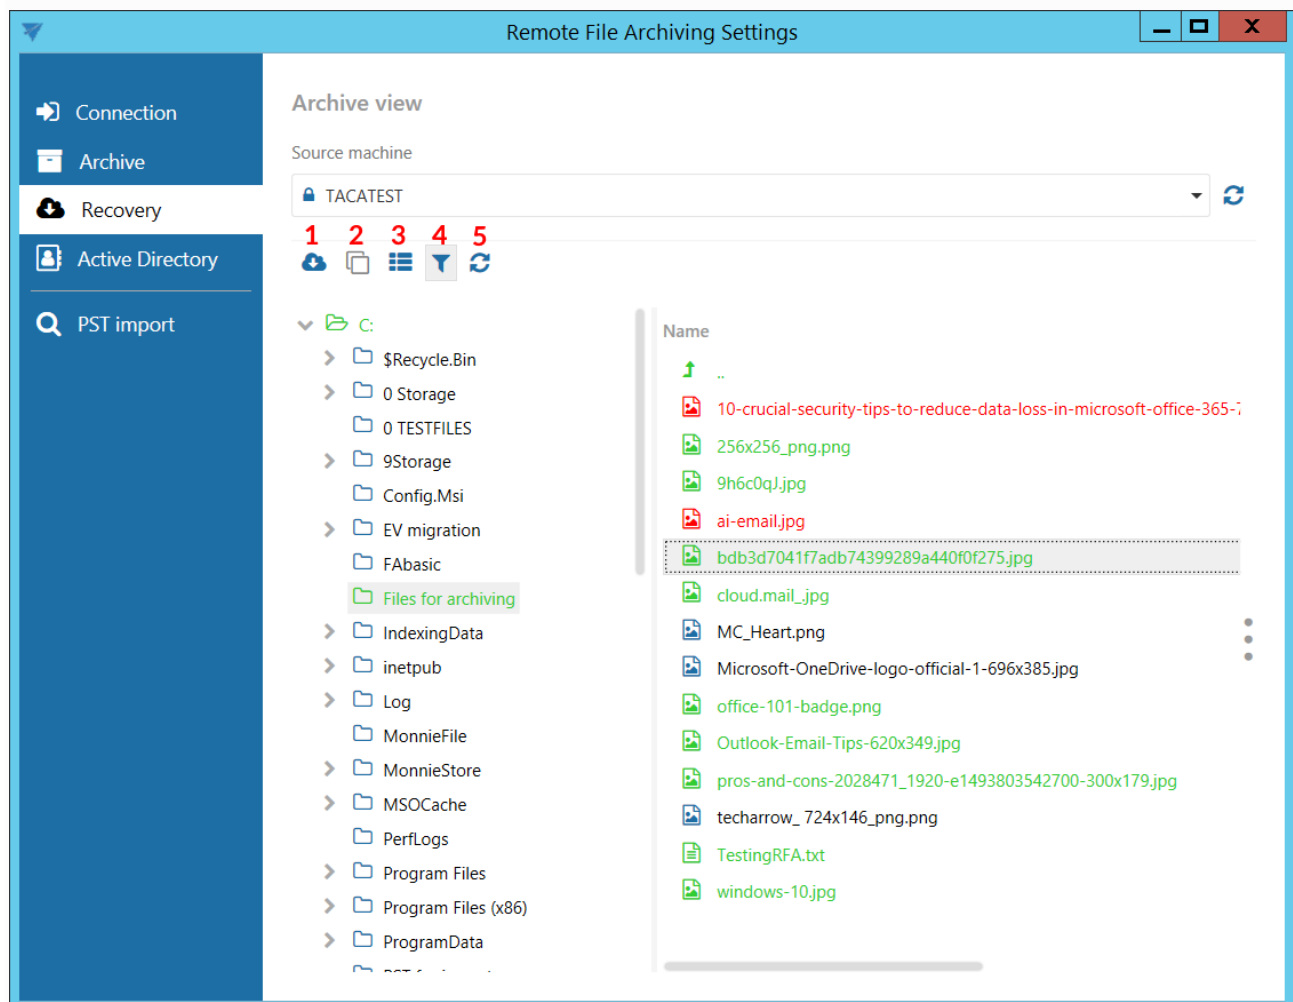 Remote File Archiving Settings
X
Connection
Archive
Recovery
Active Directory
PST import
Archive view
Source machine
TACATEST
1 2 3 4 5
C:
$Recycle.Bin
0 Storage
0 TESTFILES
9Storage
Config.Msi
EV migration
FAbasic
Files for archiving
IndexingData
inetpub
Log
MonnieFile
MonnieStore
MSOCache
PerfLogs
Program Files
Program Files (x86)
ProgramData
Name
..
10-crucial-security-tips-to-reduce-data-loss-in-microsoft-office-365-
256x256_png.png
9h6c0qJ.jpg
ai-email.jpg
bdb3d7041f7adb74399289a440f0f275.jpg
cloud.mail_.jpg
MC_Heart.png
Microsoft-OneDrive-logo-official-1-696x385.jpg
office-101-badge.png
Outlook-Email-Tips-620x349.jpg
pros-and-cons-2028471_1920-e1493803542700-300x179.jpg
techarrow_ 724x146_png.png
TestingRFA.txt
windows-10.jpg